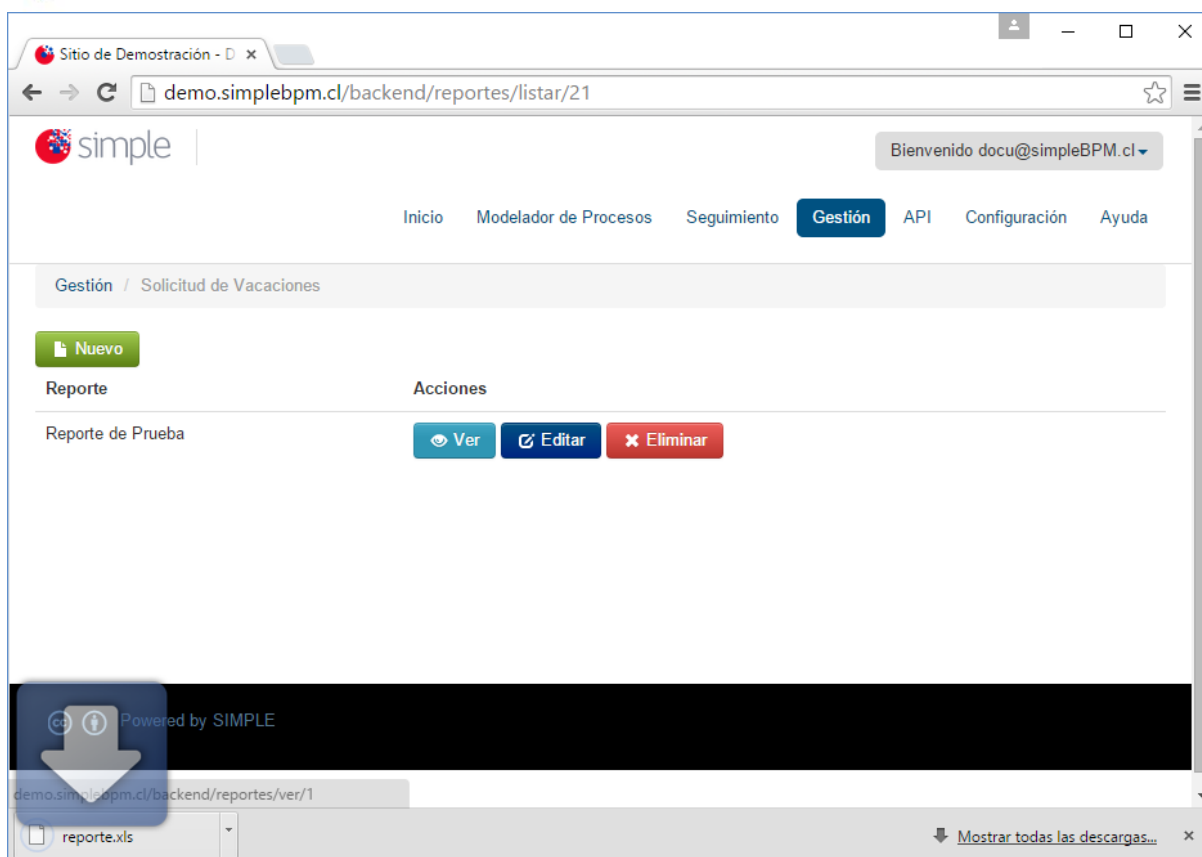 Sitio de Demostración - D
demo.simplebpm.cl/backend/reportes/listar/21
simple
Bienvenido docu@simpleBPM.cl
Inicio Modelador de Procesos Seguimiento Gestión API Configuración Ayuda
Gestión / Solicitud de Vacaciones
Nuevo
Reporte Acciones
Reporte de Prueba Ver Editar Eliminar
cc Powered by SIMPLE
demo.simplebpm.cl/backend/reportes/ver/1
reporte.xls Mostrar todas las descargas...